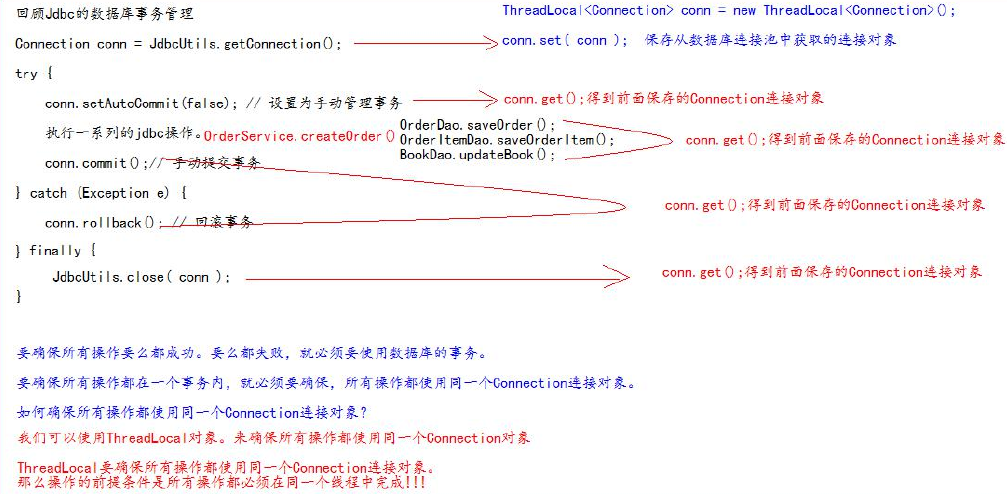 回顾Jdbc的数据库事务管理
ThreadLocal<Connection> conn = new ThreadLocal<Connection>();
Connection conn = JdbcUtils.getConnection();
conn.set( conn ); 保存从数据库连接池中获取的连接对象
try {
conn.setAutoCommit(false); // 设置为手动管理事务
conn.get();得到前面保存的Connection连接对象
执行一系列的jdbc操作。OrderService.createOrder()
OrderDao.saveOrder();
OrderItemDao.saveOrderItem();
BookDao.updateBook();
conn.get();得到前面保存的Connection连接对象
conn.commit();// 手动提交事务
} catch (Exception e) {
conn.rollback(); // 回滚事务
conn.get();得到前面保存的Connection连接对象
} finally {
JdbcUtils.close( conn );
conn.get();得到前面保存的Connection连接对象
}
要确保所有操作要么都成功。要么都失败，就必须要使用数据库的事务。
要确保所有操作都在一个事务内，就必须要确保，所有操作都使用同一个Connection连接对象。
如何确保所有操作都使用同一个Connection连接对象?
我们可以使用ThreadLocal对象。来确保所有操作都使用同一个Connection对象
ThreadLocal要确保所有操作都使用同一个Connection连接对象。
那么操作的前提条件是所有操作都必须在同一个线程中完成!!!